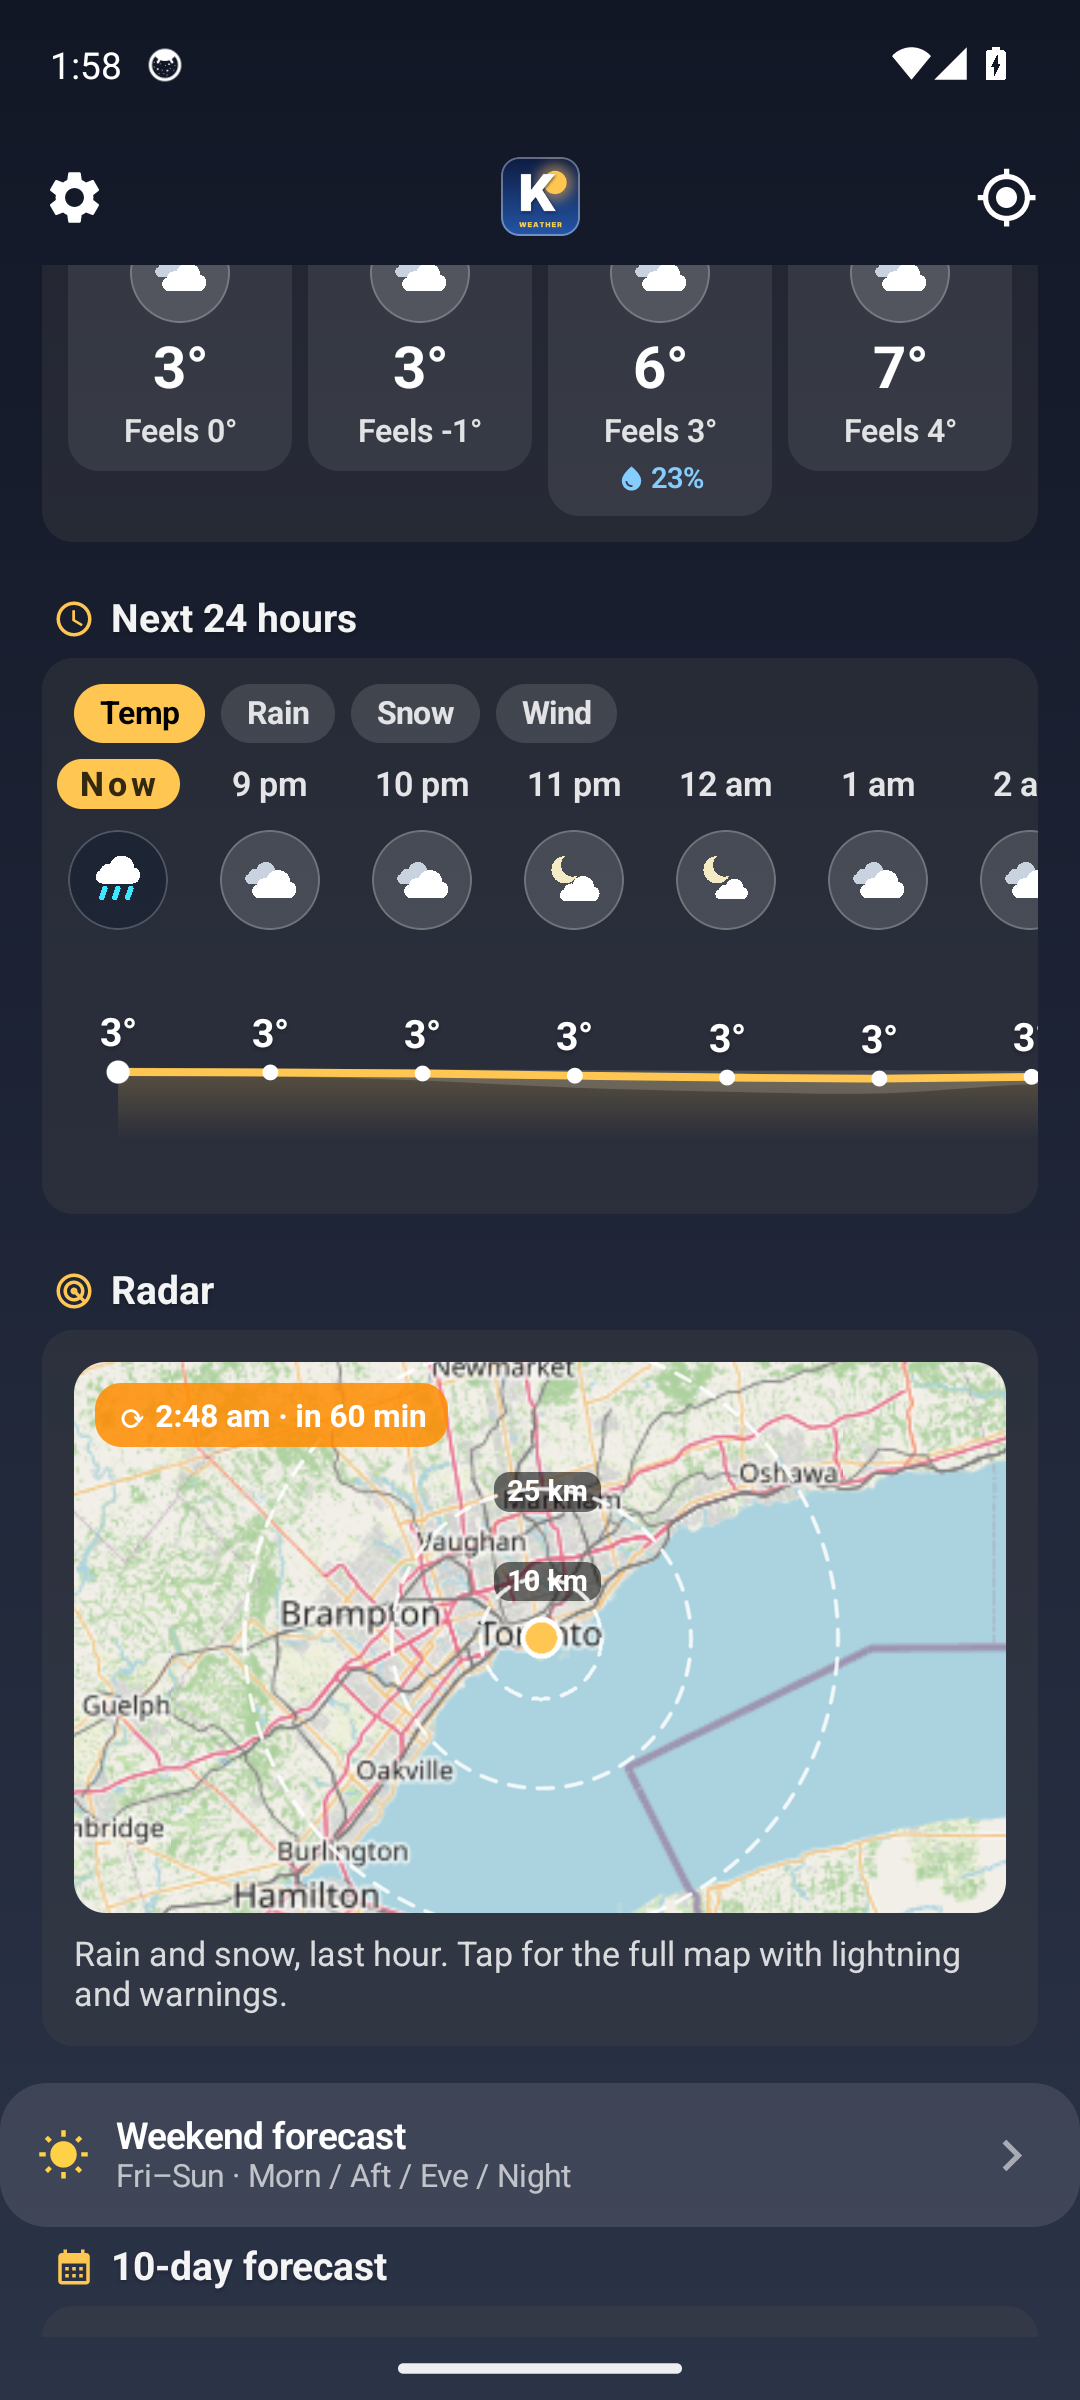 1:58
K
WEATHER
3°
3°
6°
7°
Feels 0°
Feels -1°
Feels 3°
Feels 4°
23%
Next 24 hours
Temp
Rain
Snow
Wind
Now
9 pm
10 pm
11 pm
12 am
1 am
2 a
3°
3°
3°
3°
3°
3°
3°
Radar
Newmarket
2:48 am · in 60 min
Oshawa
25 km
Markham
Vaughan
10 km
Brampton
Toronto
Guelph
Oakville
nbridge
Burlington
Hamilton
Rain and snow, last hour. Tap for the full map with lightning
and warnings.
Weekend forecast
Fri–Sun · Morn / Aft / Eve / Night
10-day forecast